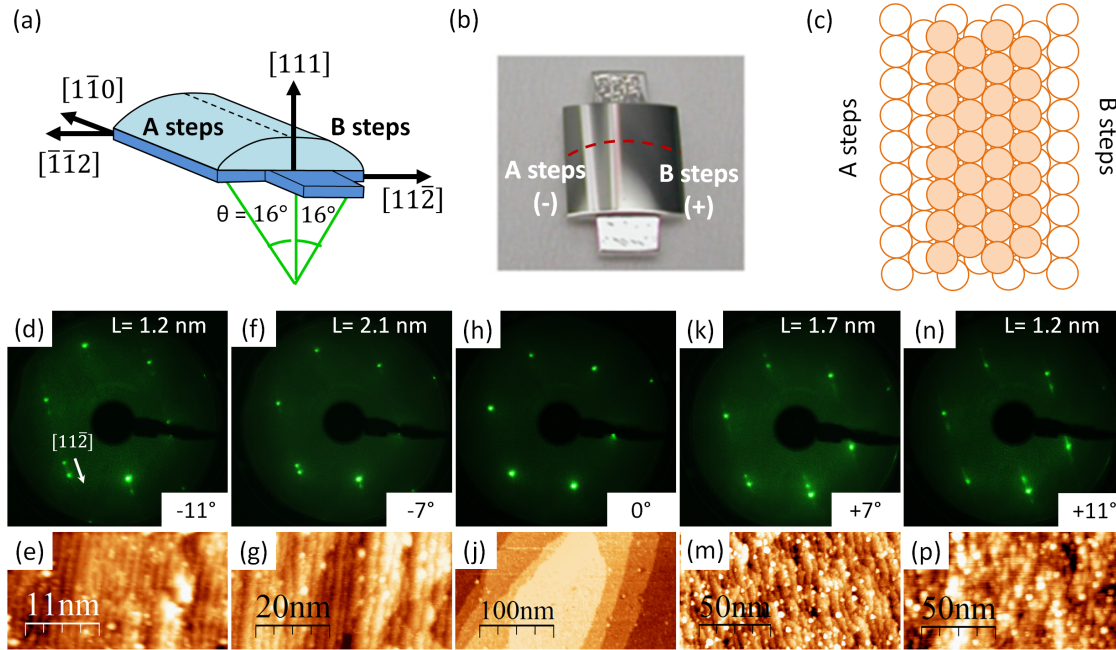 (a)
[111]
[11̅0]
A steps
B steps
[1̅1̅2]
[112̅]
θ = 16°
16°
(b)
A steps
(-)
B steps
(+)
(c)
A steps
B steps
(d)
L= 1.2 nm
[112̅]
-11°
(f)
L= 2.1 nm
-7°
(h)
0°
(k)
L= 1.7 nm
+7°
(n)
L= 1.2 nm
+11°
(e)
11nm
(g)
20nm
(j)
100nm
(m)
50nm
(p)
50nm